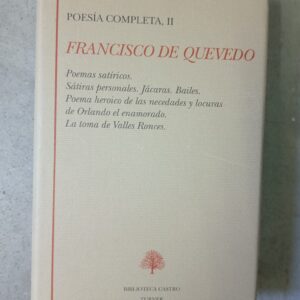 POESÍA COMPLETA, II
FRANCISCO DE QUEVEDO
Poemas satíricos.
Sátiras personales. Jácaras. Bailes.
Poema heroico de las necedades y locuras
de Orlando el enamorado.
La toma de Valles Ronces.
BIBLIOTECA CASTRO
TURNER